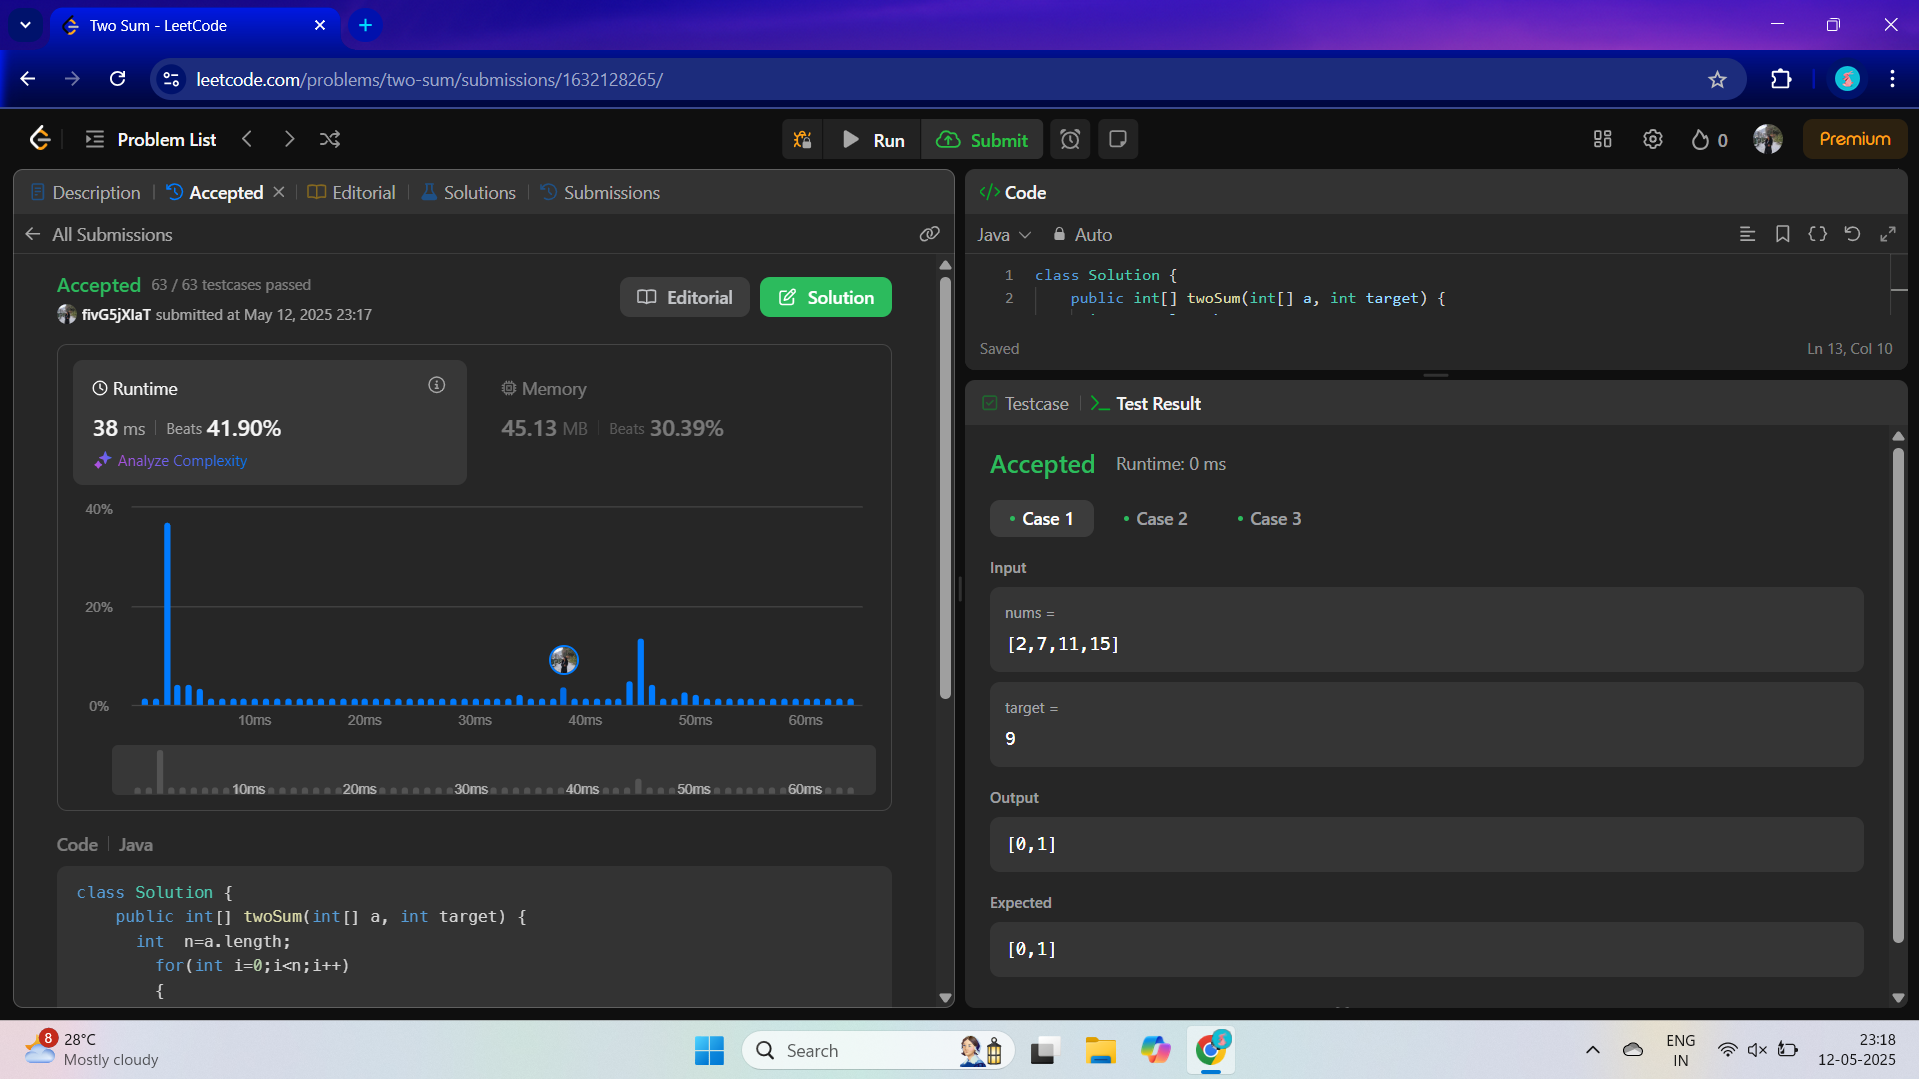 Two Sum - LeetCode
leetcode.com/problems/two-sum/submissions/1632128265/
Problem List
Run
Submit
0
Premium
Description
Accepted
Editorial
Solutions
Submissions
All Submissions
Accepted 63 / 63 testcases passed
fivG5jXIaT submitted at May 12, 2025 23:17
Editorial
Solution
Runtime
38 ms Beats 41.90%
Analyze Complexity
Memory
45.13 MB Beats 30.39%
40%
20%
0%
10ms 20ms 30ms 40ms 50ms 60ms
10ms 20ms 30ms 40ms 50ms 60ms
Code Java
class Solution {
public int[] twoSum(int[] a, int target) {
int  n=a.length;
for(int i=0;i<n;i++)
{
</> Code
Java
Auto
1 class Solution {
2 public int[] twoSum(int[] a, int target) {
Saved
Ln 13, Col 10
Testcase
Test Result
Accepted Runtime: 0 ms
Case 1
Case 2
Case 3
Input
nums =
[2,7,11,15]
target =
9
Output
[0,1]
Expected
[0,1]
8
28°C
Mostly cloudy
Search
ENG
IN
23:18
12-05-2025